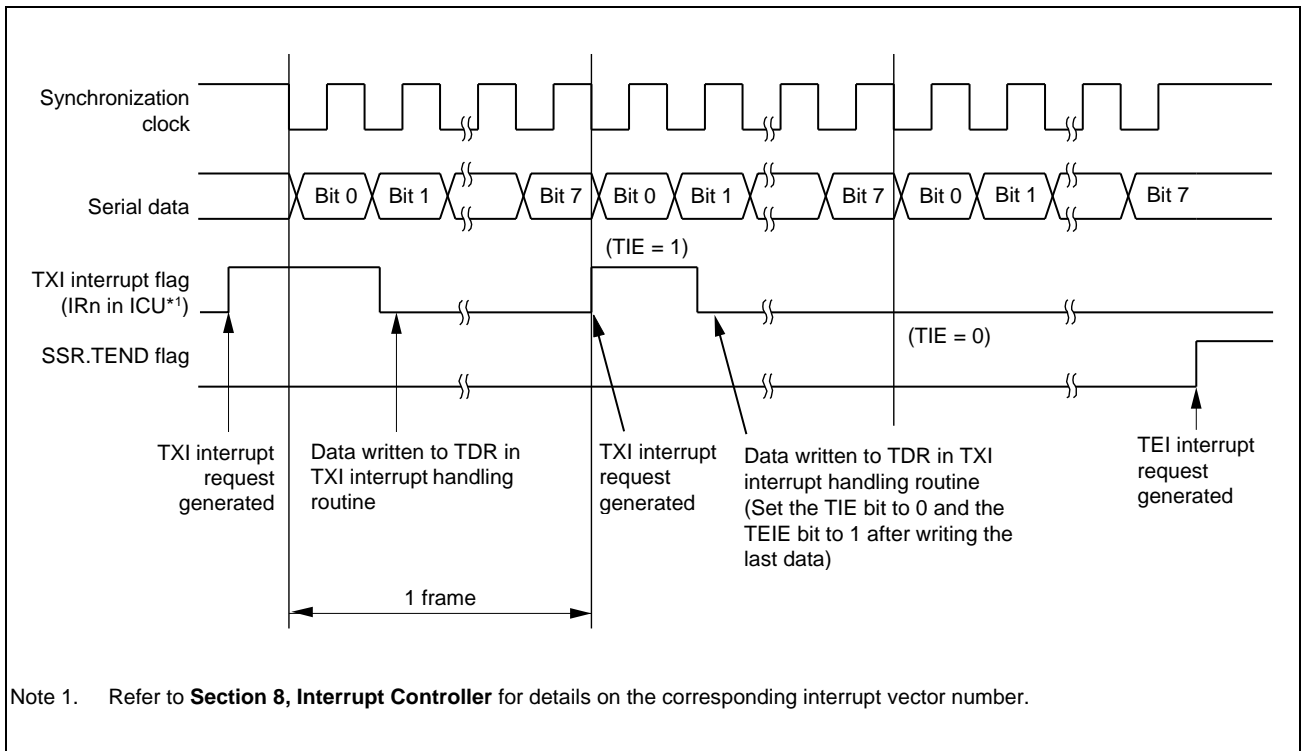 Synchronization
clock
Serial data
Bit 0 Bit 1 Bit 7 Bit 0 Bit 1 Bit 7 Bit 0 Bit 1 Bit 7
(TIE = 1)
TXI interrupt flag
(IRn in ICU*1)
(TIE = 0)
SSR.TEND flag
TXI interrupt
request
generated
Data written to TDR in
TXI interrupt handling
routine
TXI interrupt
request
generated
Data written to TDR in TXI
interrupt handling routine
(Set the TIE bit to 0 and the
TEIE bit to 1 after writing the
last data)
TEI interrupt
request
generated
1 frame
Note 1. Refer to Section 8, Interrupt Controller for details on the corresponding interrupt vector number.